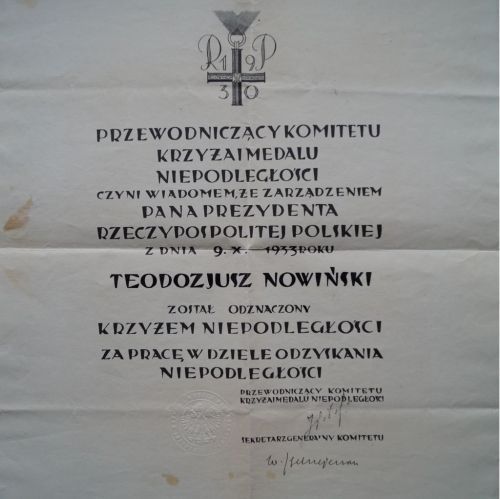 R 19 P
30
PRZEWODNICZĄCY KOMITETU
KRZYŻA I MEDALU
NIEPODLEGŁOŚCI
CZYNI WIADOMEM, ŻE ZARZĄDZENIEM
PANA PREZYDENTA
RZECZYPOSPOLITEJ POLSKIEJ
Z DNIA 9. X. 1933 ROKU
TEODOZJUSZ NOWIŃSKI
ZOSTAŁ ODZNACZONY
KRZYŻEM NIEPODLEGŁOŚCI
ZA PRACĘ W DZIELE ODZYSKANIA
NIEPODLEGŁOŚCI
PRZEWODNICZĄCY KOMITETU
KRZYŻA I MEDALU NIEPODLEGŁOŚCI
SEKRETARZ GENERALNY KOMITETU